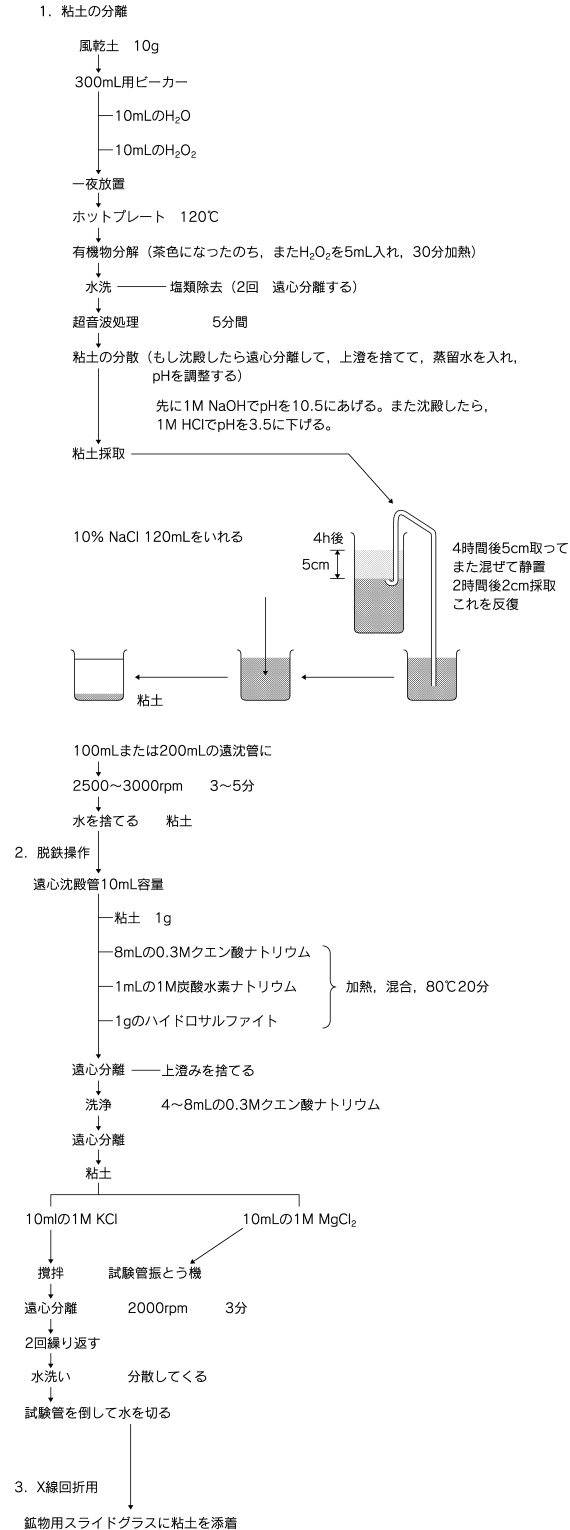 1．粘土の分離
風乾土　10g
300mL用ビーカー
10mLのH₂O
10mLのH₂O₂
一夜放置
ホットプレート　120℃
有機物分解（茶色になったのち，またH₂O₂を5mL入れ，30分加熱）
水洗　塩類除去（2回　遠心分離する）
超音波処理　5分間
粘土の分散（もし沈殿したら遠心分離して，上澄を捨てて，蒸留水を入れ，
pHを調整する）
先に1M NaOHでpHを10.5にあげる。また沈殿したら，
1M HClでpHを3.5に下げる。
粘土採取
10% NaCl 120mLをいれる
4h後
5cm
4時間後5cm取って
また混ぜて静置
2時間後2cm採取
これを反復
粘土
100mLまたは200mLの遠沈管に
2500〜3000rpm　3〜5分
水を捨てる　粘土
2．脱鉄操作
遠心沈殿管10mL容量
粘土　1g
8mLの0.3Mクエン酸ナトリウム
1mLの1M炭酸水素ナトリウム
加熱，混合，80℃20分
1gのハイドロサルファイト
遠心分離　上澄みを捨てる
洗浄　4〜8mLの0.3Mクエン酸ナトリウム
遠心分離
粘土
10mlの1M KCl　10mLの1M MgCl₂
攪拌　試験管振とう機
遠心分離　2000rpm　3分
2回繰り返す
水洗い　分散してくる
試験管を倒して水を切る
3．X線回折用
鉱物用スライドグラスに粘土を添着